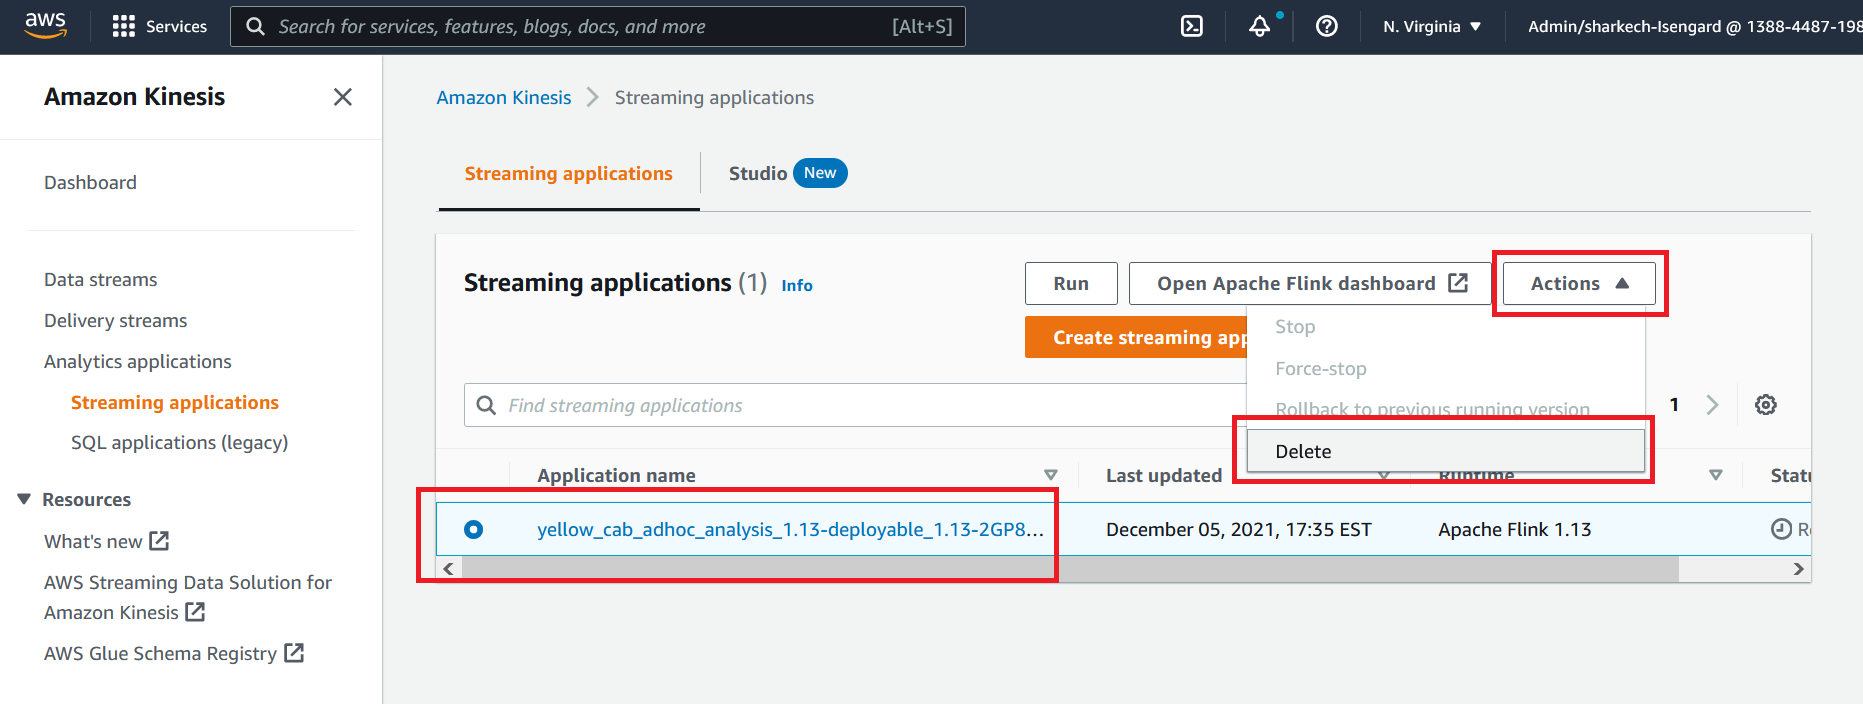 aws
Services
Search for services, features, blogs, docs, and more
[Alt+S]
N. Virginia
Admin/sharkech-Isengard @ 1388-4487-198
Amazon Kinesis
Dashboard
Data streams
Delivery streams
Analytics applications
Streaming applications
SQL applications (legacy)
Resources
What's new
AWS Streaming Data Solution for
Amazon Kinesis
AWS Glue Schema Registry
Amazon Kinesis
Streaming applications
Streaming applications
Studio New
Streaming applications (1) Info
Run
Open Apache Flink dashboard
Actions
Create streaming app
Stop
Force-stop
Rollback to previous running version
Delete
Find streaming applications
1
Application name
Last updated
Runtime
yellow_cab_adhoc_analysis_1.13-deployable_1.13-2GP8...
December 05, 2021, 17:35 EST
Apache Flink 1.13